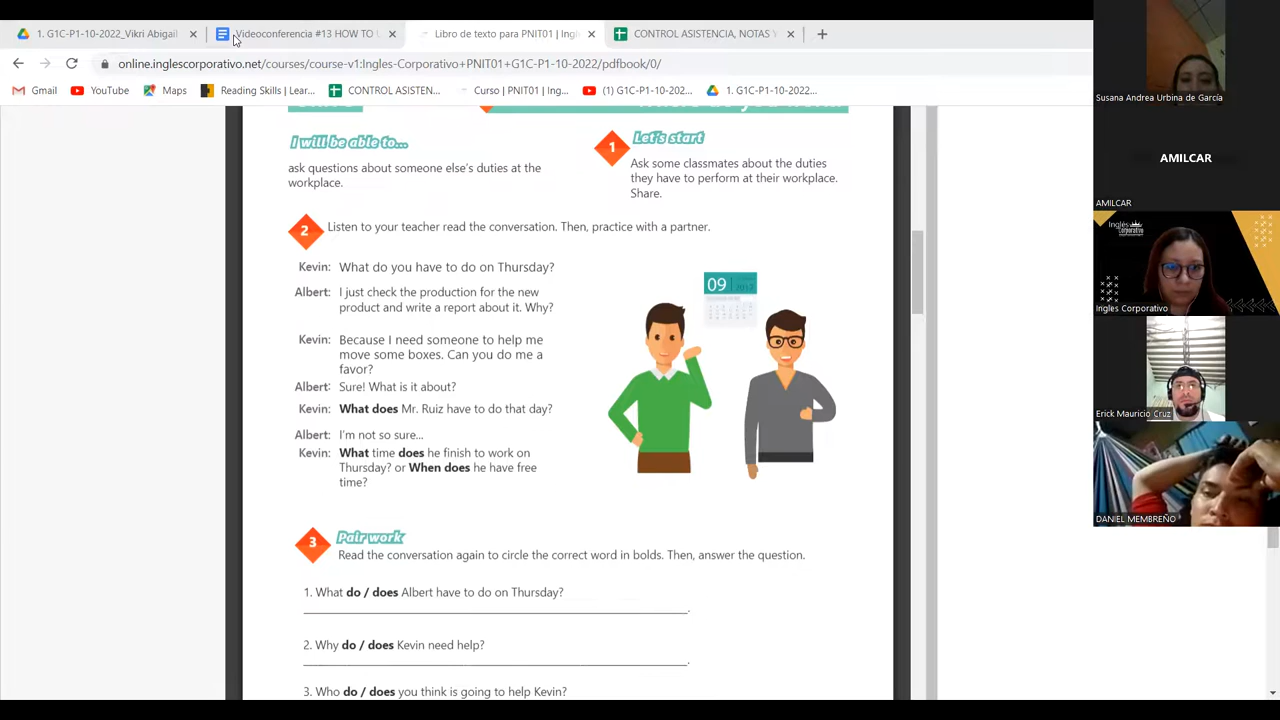 1. G1C-P1-10-2022_Vikri Abigail
Videoconferencia #13 HOW TO U
Libro de texto para PNIT01 | Ingl
CONTROL ASISTENCIA, NOTAS Y
online.inglescorporativo.net/courses/course-v1:Ingles-Corporativo+PNIT01+G1C-P1-10-2022/pdfbook/0/
Gmail
YouTube
Maps
Reading Skills | Lear...
CONTROL ASISTEN...
Curso | PNIT01 | Ing...
(1) G1C-P1-10-202...
1. G1C-P1-10-2022...
I will be able to...
ask questions about someone else's duties at the
workplace.
1
Let's start
Ask some classmates about the duties
they have to perform at their workplace.
Share.
2
Listen to your teacher read the conversation. Then, practice with a partner.
Kevin: What do you have to do on Thursday?
Albert: I just check the production for the new
product and write a report about it. Why?
Kevin: Because I need someone to help me
move some boxes. Can you do me a
favor?
Albert: Sure! What is it about?
Kevin: What does Mr. Ruiz have to do that day?
Albert: I'm not so sure...
Kevin: What time does he finish to work on
Thursday? or When does he have free
time?
09
3
Pair work
Read the conversation again to circle the correct word in bolds. Then, answer the question.
1. What do / does Albert have to do on Thursday?
2. Why do / does Kevin need help?
3. Who do / does you think is going to help Kevin?
Susana Andrea Urbina de García
AMILCAR
AMILCAR
Inglés
Corporativo
Ingles Corporativo
Erick Mauricio Cruz
DANIEL MEMBREÑO